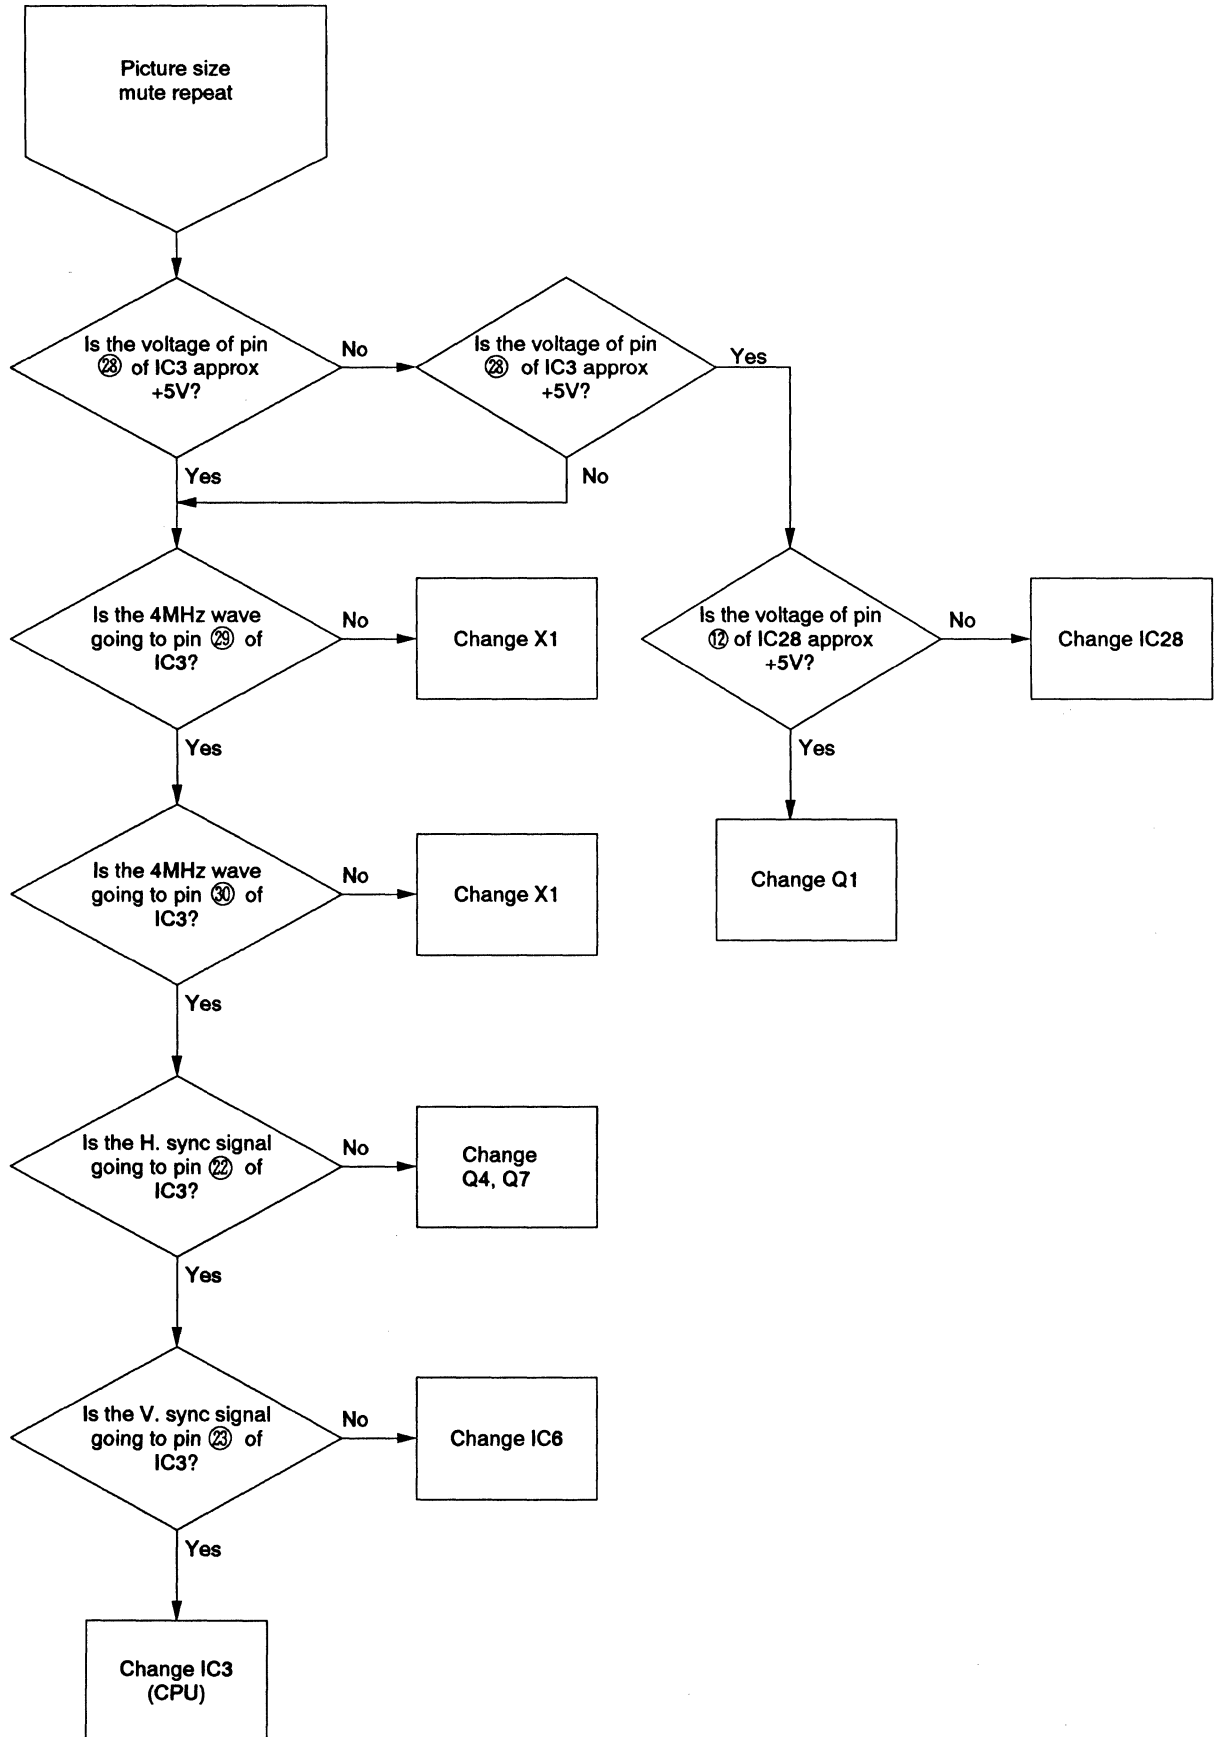 Picture size
mute repeat
Is the voltage of pin
㉘ of IC3 approx
+5V?
No
Is the voltage of pin
㉘ of IC3 approx
+5V?
Yes
Yes
No
Is the 4MHz wave
going to pin ㉙ of
IC3?
No
Change X1
Is the voltage of pin
⑫ of IC28 approx
+5V?
No
Change IC28
Yes
Yes
Is the 4MHz wave
going to pin ㉚ of
IC3?
No
Change X1
Change Q1
Yes
Is the H. sync signal
going to pin ㉒ of
IC3?
No
Change
Q4, Q7
Yes
Is the V. sync signal
going to pin ㉓ of
IC3?
No
Change IC6
Yes
Change IC3
(CPU)